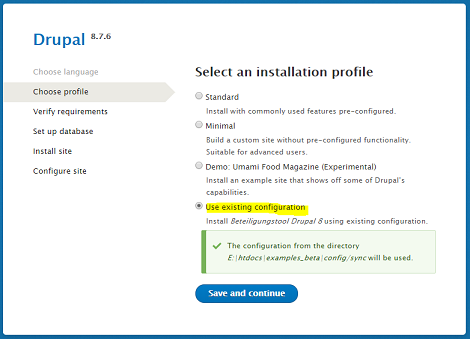 Drupal 8.7.6
Choose language
Choose profile
Verify requirements
Set up database
Install site
Configure site
Select an installation profile
Standard
Install with commonly used features pre-configured.
Minimal
Build a custom site without pre-configured functionality.
Suitable for advanced users.
Demo: Umami Food Magazine (Experimental)
Install an example site that shows off some of Drupal's
capabilities.
Use existing configuration
Install Beteiligungstool Drupal 8 using existing configuration.
The configuration from the directory
E:\htdocs\examples_beta\config/sync will be used.
Save and continue